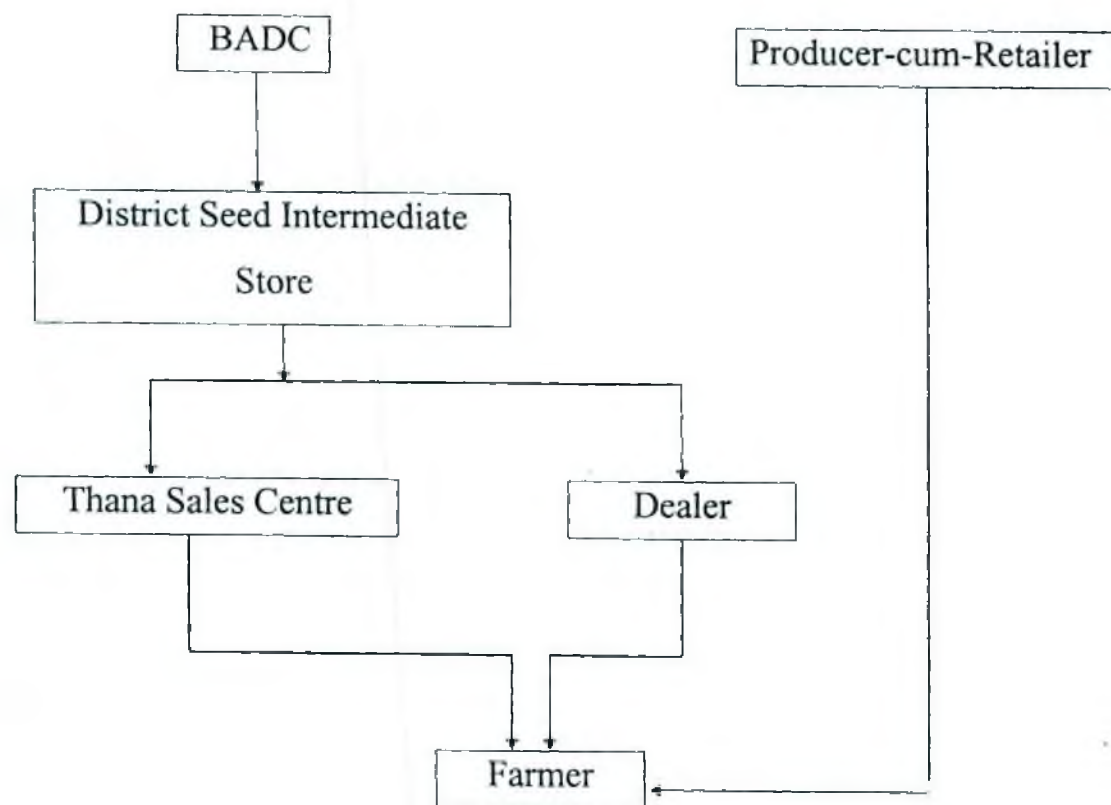 BADC
Producer-cum-Retailer
District Seed Intermediate
Store
Thana Sales Centre
Dealer
Farmer